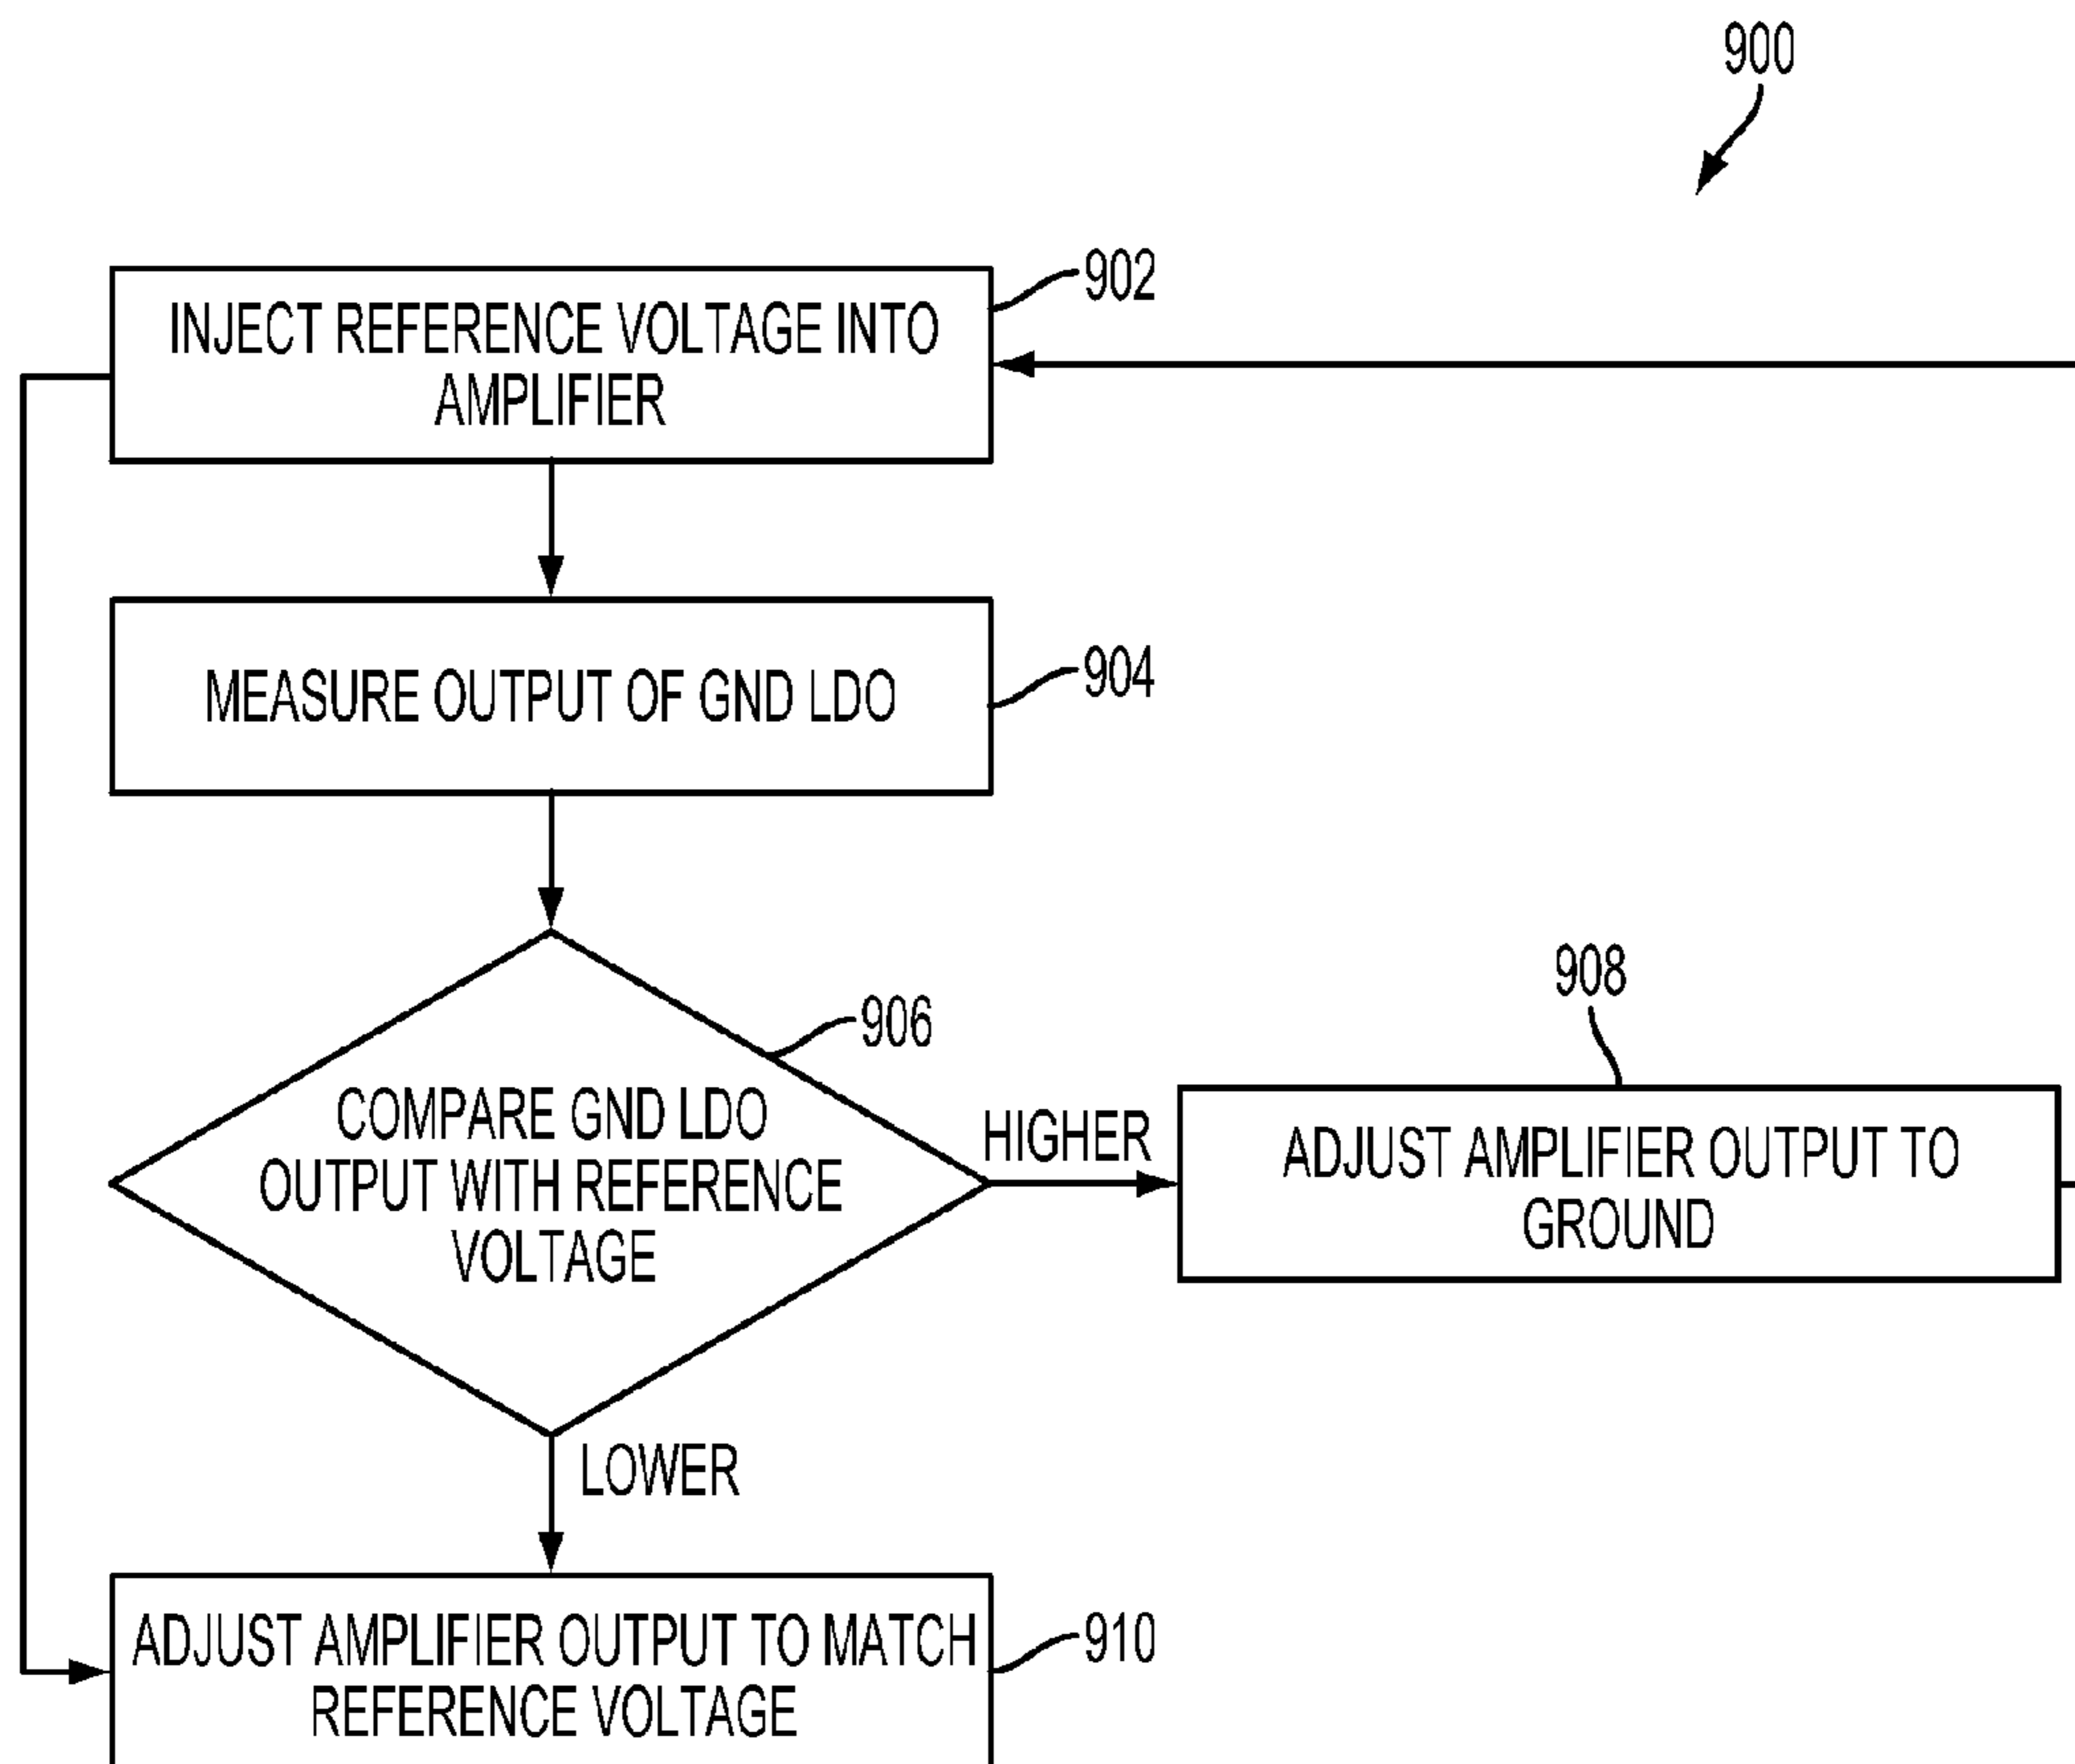 900
902
INJECT REFERENCE VOLTAGE INTO
AMPLIFIER
904
MEASURE OUTPUT OF GND LDO
906
COMPARE GND LDO
OUTPUT WITH REFERENCE
VOLTAGE
HIGHER
908
ADJUST AMPLIFIER OUTPUT TO
GROUND
LOWER
910
ADJUST AMPLIFIER OUTPUT TO MATCH
REFERENCE VOLTAGE